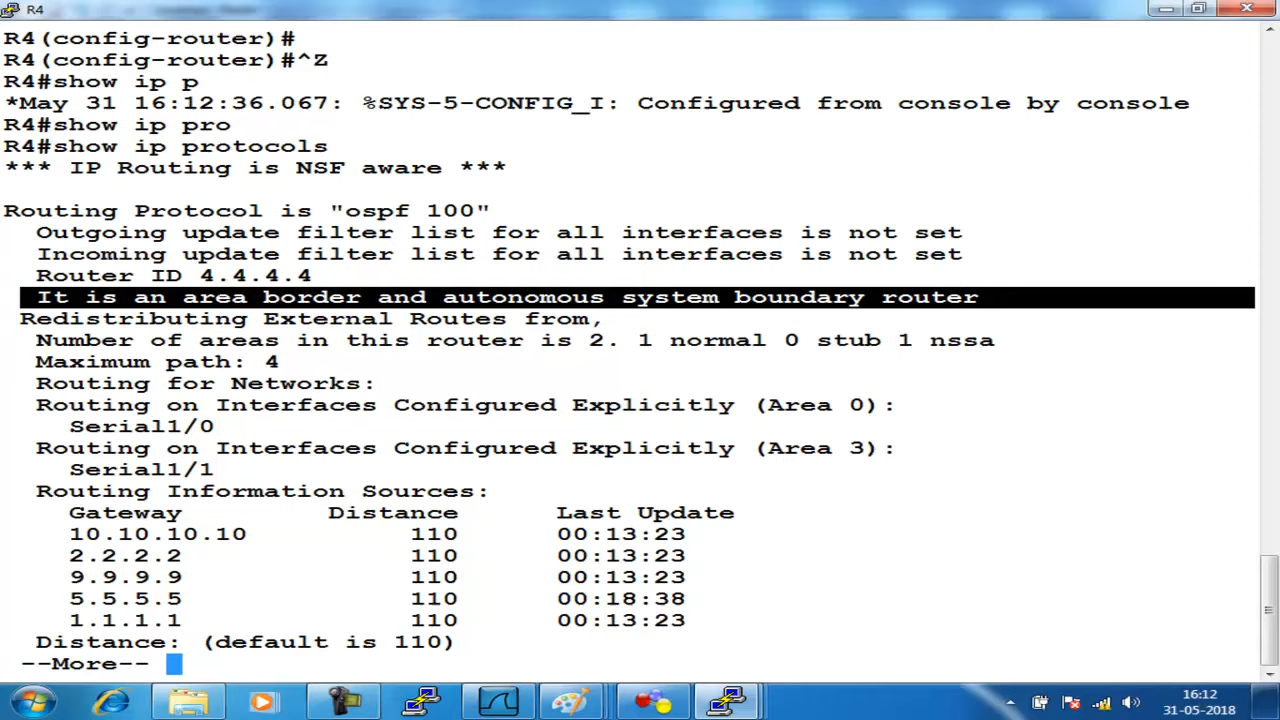 R4
R4(config-router)#
R4(config-router)#^Z
R4#show ip p
*May 31 16:12:36.067: %SYS-5-CONFIG_I: Configured from console by console
R4#show ip pro
R4#show ip protocols
*** IP Routing is NSF aware ***
Routing Protocol is "ospf 100"
Outgoing update filter list for all interfaces is not set
Incoming update filter list for all interfaces is not set
Router ID 4.4.4.4
It is an area border and autonomous system boundary router
Redistributing External Routes from,
Number of areas in this router is 2. 1 normal 0 stub 1 nssa
Maximum path: 4
Routing for Networks:
Routing on Interfaces Configured Explicitly (Area 0):
Serial1/0
Routing on Interfaces Configured Explicitly (Area 3):
Serial1/1
Routing Information Sources:
Gateway Distance Last Update
10.10.10.10 110 00:13:23
2.2.2.2 110 00:13:23
9.9.9.9 110 00:13:23
5.5.5.5 110 00:18:38
1.1.1.1 110 00:13:23
Distance: (default is 110)
--More--
16:12
31-05-2018